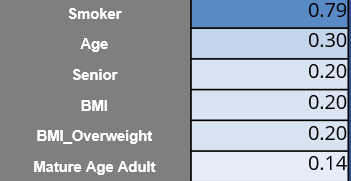 Smoker 0.79
Age 0.30
Senior 0.20
BMI 0.20
BMI_Overweight 0.20
Mature Age Adult 0.14